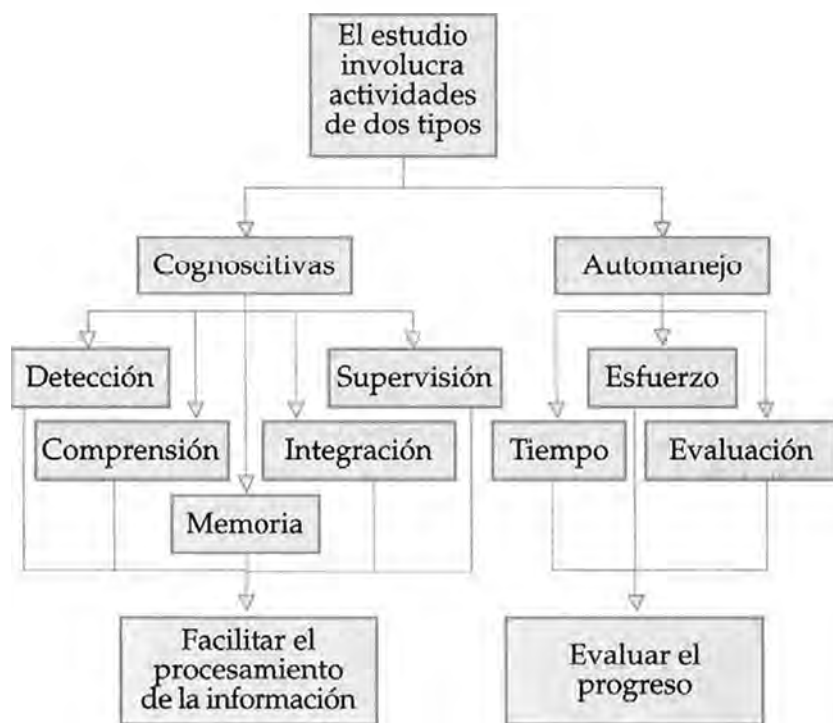 El estudio
involucra
actividades
de dos tipos
Cognoscitivas
Automanejo
Detección
Supervisión
Esfuerzo
Comprensión
Integración
Tiempo
Evaluación
Memoria
Facilitar el
procesamiento
de la información
Evaluar el
progreso